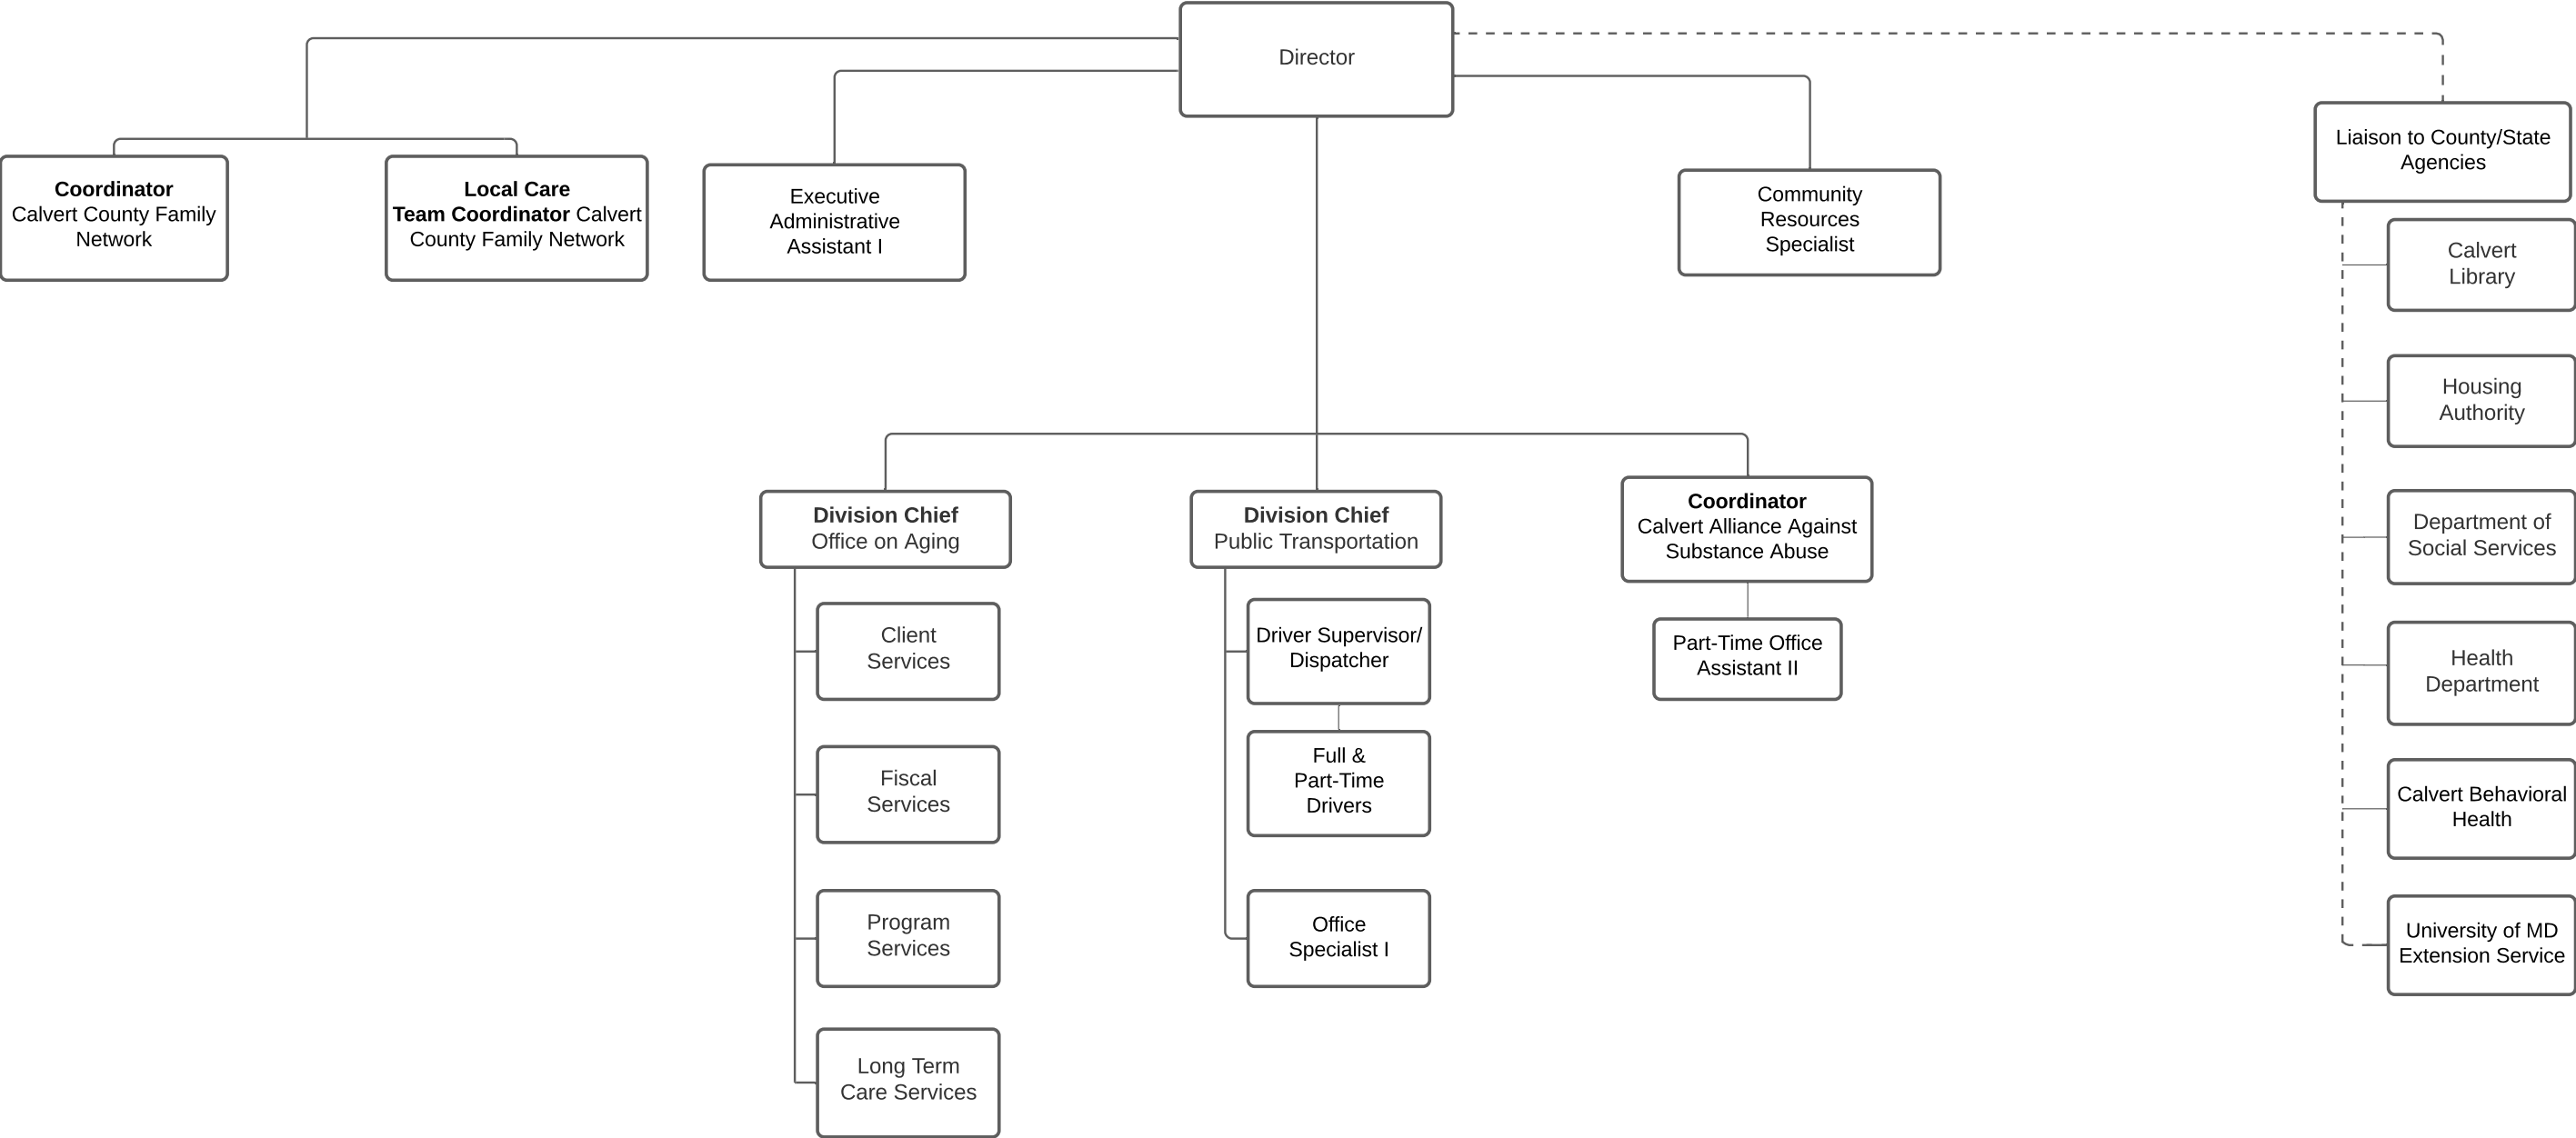 Director
Coordinator
Calvert County Family
Network
Local Care
Team Coordinator Calvert
County Family Network
Executive
Administrative
Assistant I
Community
Resources
Specialist
Liaison to County/State
Agencies
Calvert
Library
Housing
Authority
Department of
Social Services
Health
Department
Calvert Behavioral
Health
University of MD
Extension Service
Division Chief
Office on Aging
Client
Services
Fiscal
Services
Program
Services
Long Term
Care Services
Division Chief
Public Transportation
Driver Supervisor/
Dispatcher
Full &
Part-Time
Drivers
Office
Specialist I
Coordinator
Calvert Alliance Against
Substance Abuse
Part-Time Office
Assistant II